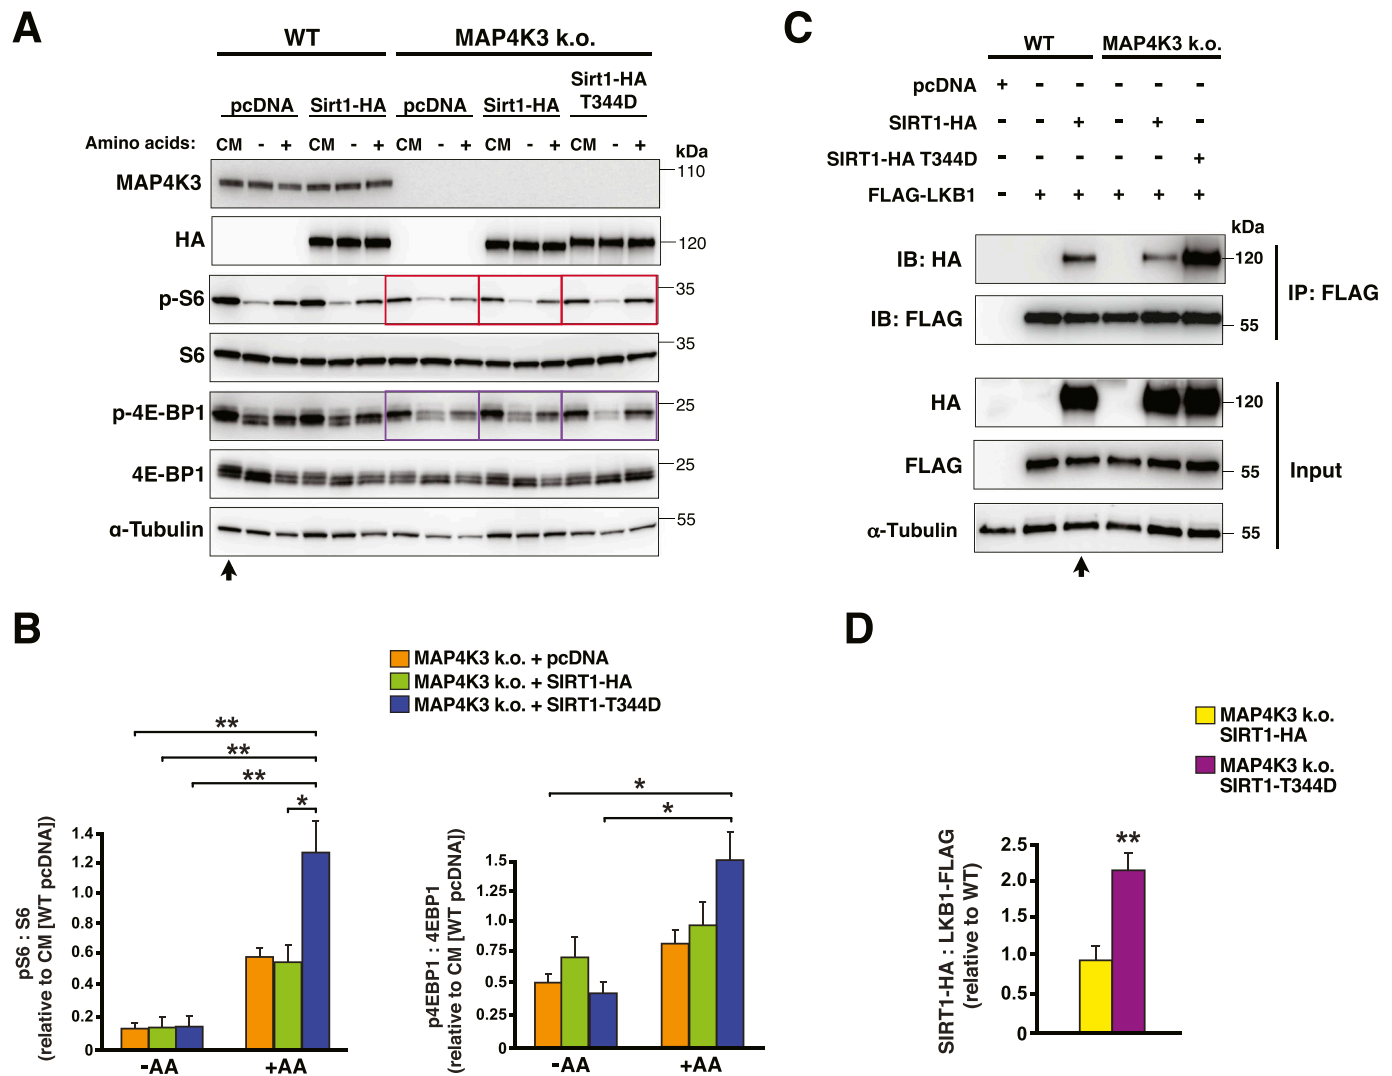 A
WT
MAP4K3 k.o.
pcDNA
Sirt1-HA
pcDNA
Sirt1-HA
Sirt1-HA
T344D
Amino acids:
CM - + CM - + CM - + CM - + CM - +
kDa
MAP4K3
110
HA
120
p-S6
35
S6
35
p-4E-BP1
25
4E-BP1
25
α-Tubulin
55
C
WT
MAP4K3 k.o.
pcDNA + - - - - -
SIRT1-HA - - + - + -
SIRT1-HA T344D - - - - - +
FLAG-LKB1 - + + + + +
kDa
IB: HA
120
IB: FLAG
55
IP: FLAG
HA
120
FLAG
55
Input
α-Tubulin
55
B
MAP4K3 k.o. + pcDNA
MAP4K3 k.o. + SIRT1-HA
MAP4K3 k.o. + SIRT1-T344D
**
**
**
*
pS6 : S6
(relative to CM [WT pcDNA])
1.4
1.2
1.0
0.8
0.6
0.4
0.2
0
-AA
+AA
*
*
p4EBP1 : 4EBP1
(relative to CM [WT pcDNA])
1.5
1.25
1.0
0.75
0.5
0.25
0
-AA
+AA
D
MAP4K3 k.o.
SIRT1-HA
MAP4K3 k.o.
SIRT1-T344D
**
SIRT1-HA : LKB1-FLAG
(relative to WT)
2.5
2.0
1.5
1.0
0.5
0